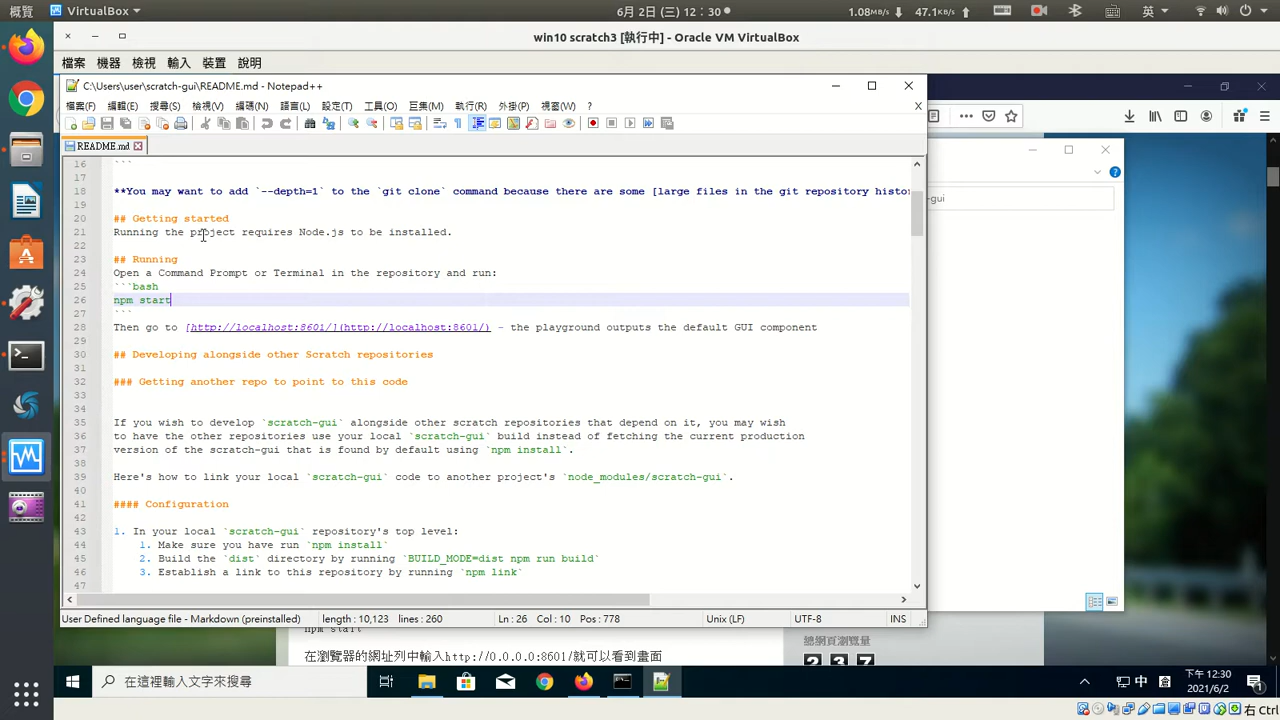 概覽 VirtualBox 6月 2日 (三) 12：30 1.08MB/s 47.1KB/s 英
win10 scratch3 [執行中] - Oracle VM VirtualBox
檔案 機器 檢視 輸入 裝置 說明
C:\Users\user\scratch-gui\README.md - Notepad++
檔案(F) 編輯(E) 搜尋(S) 檢視(V) 編碼(N) 語言(L) 設定(T) 工具(O) 巨集(M) 執行(R) 外掛(P) 視窗(W) ? X
README.md
-gui
16 ```
17
18 **You may want to add `--depth=1` to the `git clone` command because there are some [large files in the git repository histor
19
20 ## Getting started
21 Running the project requires Node.js to be installed.
22
23 ## Running
24 Open a Command Prompt or Terminal in the repository and run:
25 ```bash
26 npm start
27 ```
28 Then go to [http://localhost:8601/](http://localhost:8601/) - the playground outputs the default GUI component
29
30 ## Developing alongside other Scratch repositories
31
32 ### Getting another repo to point to this code
33
34
35 If you wish to develop `scratch-gui` alongside other scratch repositories that depend on it, you may wish
36 to have the other repositories use your local `scratch-gui` build instead of fetching the current production
37 version of the scratch-gui that is found by default using `npm install`.
38
39 Here's how to link your local `scratch-gui` code to another project's `node_modules/scratch-gui`.
40
41 #### Configuration
42
43 1. In your local `scratch-gui` repository's top level:
44 1. Make sure you have run `npm install`
45 2. Build the `dist` directory by running `BUILD_MODE=dist npm run build`
46 3. Establish a link to this repository by running `npm link`
47
User Defined language file - Markdown (preinstalled) length : 10,123 lines : 260 Ln : 26 Col : 10 Pos : 778 Unix (LF) UTF-8 INS
npm start
總網頁瀏覽量
在瀏覽器的網址列中輸入http://0.0.0.0:8601/就可以看到畫面
2 3 7
在這裡輸入文字來搜尋
中 下午 12:30
2021/6/2
1
右 Ctrl